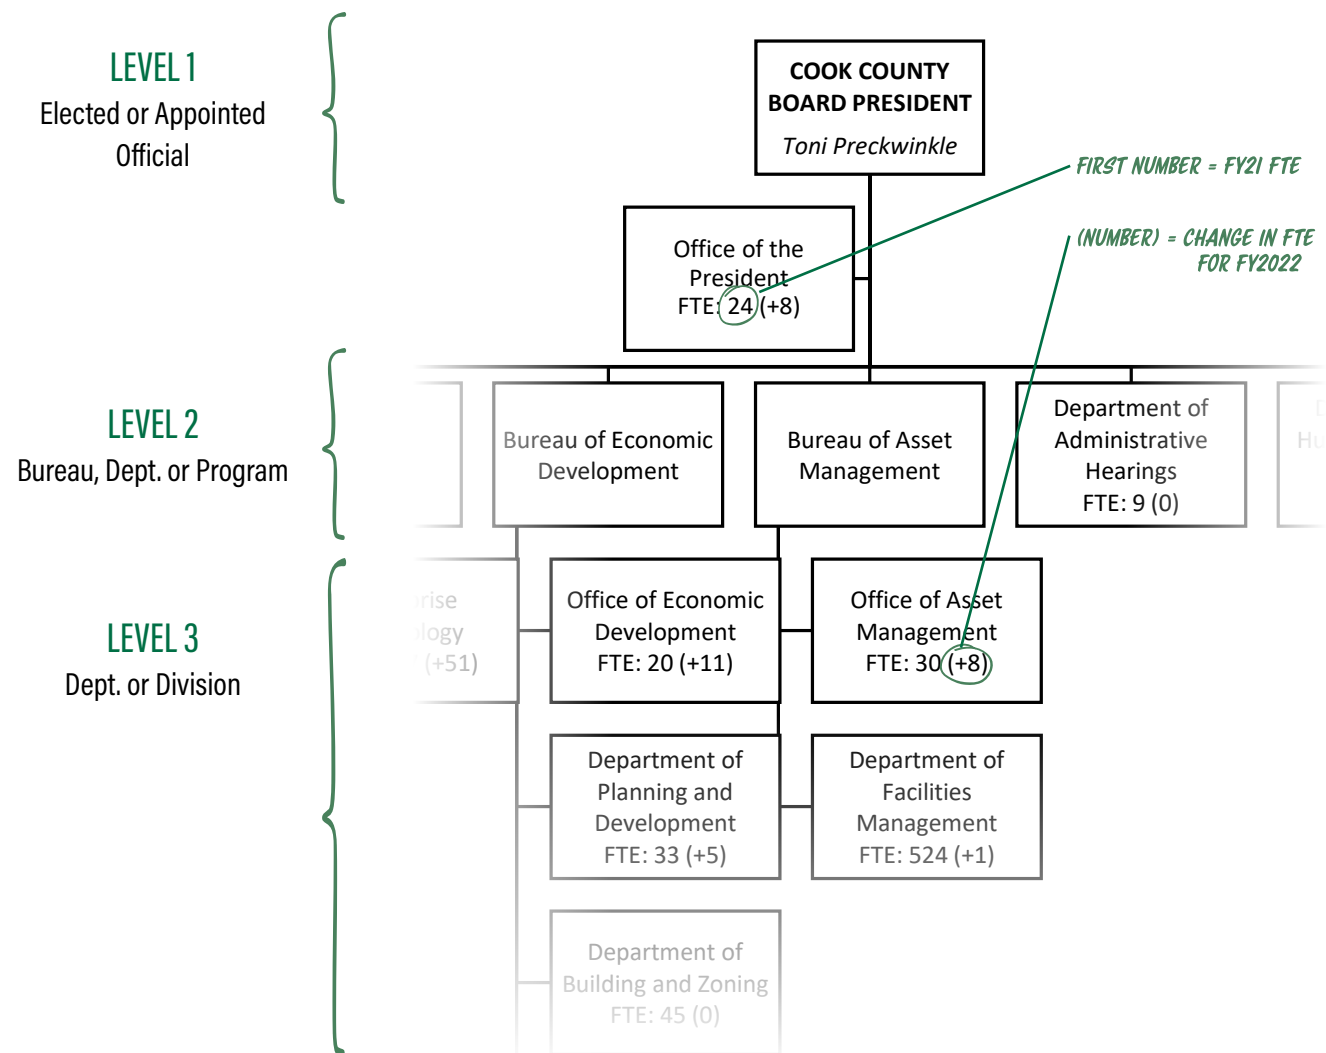 LEVEL 1
Elected or Appointed
Official
COOK COUNTY
BOARD PRESIDENT
Toni Preckwinkle
FIRST NUMBER = FY21 FTE
(NUMBER) = CHANGE IN FTE
FOR FY2022
Office of the
President
FTE: 24 (+8)
LEVEL 2
Bureau, Dept. or Program
Bureau of Economic
Development
Bureau of Asset
Management
Department of
Administrative
Hearings
FTE: 9 (0)
LEVEL 3
Dept. or Division
rise
logy
(+51)
Office of Economic
Development
FTE: 20 (+11)
Office of Asset
Management
FTE: 30 (+8)
Department of
Planning and
Development
FTE: 33 (+5)
Department of
Facilities
Management
FTE: 524 (+1)
Department of
Building and Zoning
FTE: 45 (0)